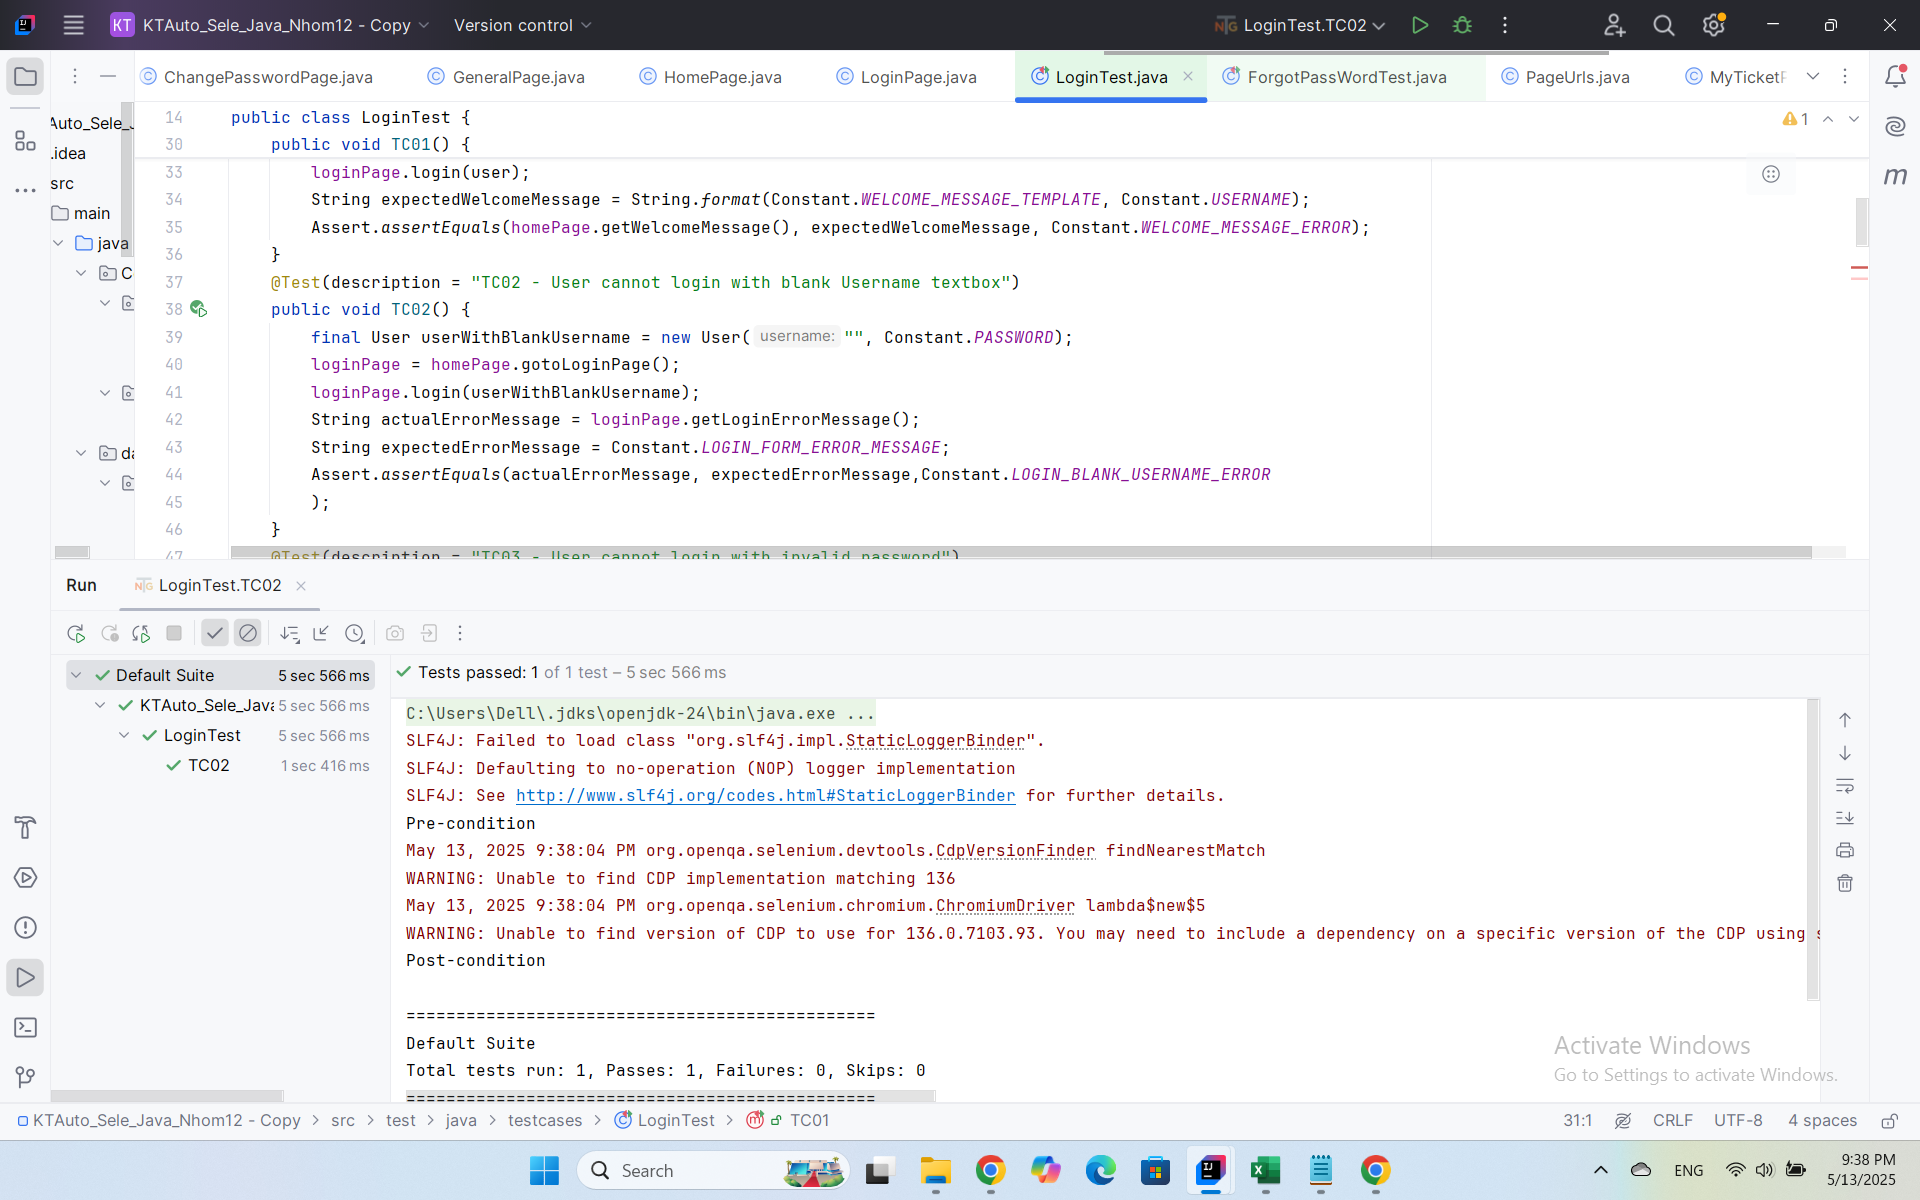 KT KTAuto_Sele_Java_Nhom12 - Copy Version control LoginTest.TC02
ChangePasswordPage.java GeneralPage.java HomePage.java LoginPage.java LoginTest.java ForgotPassWordTest.java PageUrls.java MyTicket
Auto_Sele_J
.idea
src
main
java
C
da
14 public class LoginTest {
30 public void TC01() {
33 loginPage.login(user);
34 String expectedWelcomeMessage = String.format(Constant.WELCOME_MESSAGE_TEMPLATE, Constant.USERNAME);
35 Assert.assertEquals(homePage.getWelcomeMessage(), expectedWelcomeMessage, Constant.WELCOME_MESSAGE_ERROR);
36 }
37 @Test(description = "TC02 - User cannot login with blank Username textbox")
38 public void TC02() {
39 final User userWithBlankUsername = new User( username: "", Constant.PASSWORD);
40 loginPage = homePage.gotoLoginPage();
41 loginPage.login(userWithBlankUsername);
42 String actualErrorMessage = loginPage.getLoginErrorMessage();
43 String expectedErrorMessage = Constant.LOGIN_FORM_ERROR_MESSAGE;
44 Assert.assertEquals(actualErrorMessage, expectedErrorMessage,Constant.LOGIN_BLANK_USERNAME_ERROR
45 );
46 }
47 @Test(description = "TC03 - User cannot login with invalid password")
1
m
Run LoginTest.TC02
Default Suite 5 sec 566 ms
KTAuto_Sele_Java 5 sec 566 ms
LoginTest 5 sec 566 ms
TC02 1 sec 416 ms
Tests passed: 1 of 1 test – 5 sec 566 ms
C:\Users\Dell\.jdks\openjdk-24\bin\java.exe ...
SLF4J: Failed to load class "org.slf4j.impl.StaticLoggerBinder".
SLF4J: Defaulting to no-operation (NOP) logger implementation
SLF4J: See http://www.slf4j.org/codes.html#StaticLoggerBinder for further details.
Pre-condition
May 13, 2025 9:38:04 PM org.openqa.selenium.devtools.CdpVersionFinder findNearestMatch
WARNING: Unable to find CDP implementation matching 136
May 13, 2025 9:38:04 PM org.openqa.selenium.chromium.ChromiumDriver lambda$new$5
WARNING: Unable to find version of CDP to use for 136.0.7103.93. You may need to include a dependency on a specific version of the CDP using s
Post-condition
===============================================
Default Suite
Total tests run: 1, Passes: 1, Failures: 0, Skips: 0
===============================================
Activate Windows
Go to Settings to activate Windows.
KTAuto_Sele_Java_Nhom12 - Copy > src > test > java > testcases > LoginTest > TC01 31:1 CRLF UTF-8 4 spaces
Search ENG 9:38 PM
5/13/2025